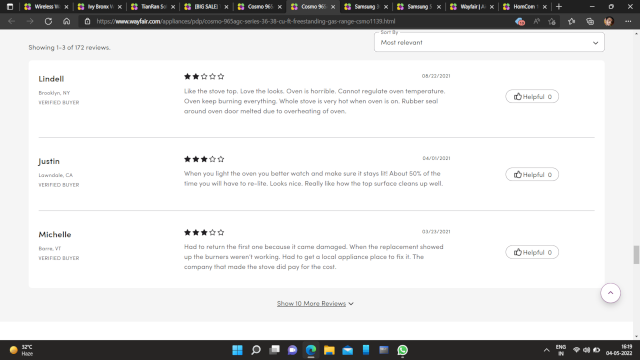 Wireless Wi
Ivy Bronx W
TianRan So
[BIG SALE]
Cosmo 965
Cosmo 965
Samsung 3
Samsung 5
Wayfair | A
HomCom 1
https://www.wayfair.com/appliances/pdp/cosmo-965agc-series-36-38-cu-ft-freestanding-gas-range-csmo1139.html
Showing 1-3 of 172 reviews.
Sort By
Most relevant
Lindell
Brooklyn, NY
VERIFIED BUYER
08/22/2021
Like the stove top. Love the looks. Oven is horrible. Cannot regulate oven temperature.
Oven keep burning everything. Whole stove is very hot when oven is on. Rubber seal
around oven door melted due to overheating of oven.
Helpful 0
Justin
Lawndale, CA
VERIFIED BUYER
04/01/2021
When you light the oven you better watch and make sure it stays lit! About 50% of the
time you will have to re-lite. Looks nice. Really like how the top surface cleans up well.
Helpful 0
Michelle
Barre, VT
VERIFIED BUYER
03/23/2021
Had to return the first one because it came damaged. When the replacement showed
up the burners weren't working. Had to get a local appliance place to fix it. The
company that made the stove did pay for the cost.
Helpful 0
Show 10 More Reviews
32°C
Haze
ENG
IN
16:19
04-05-2022